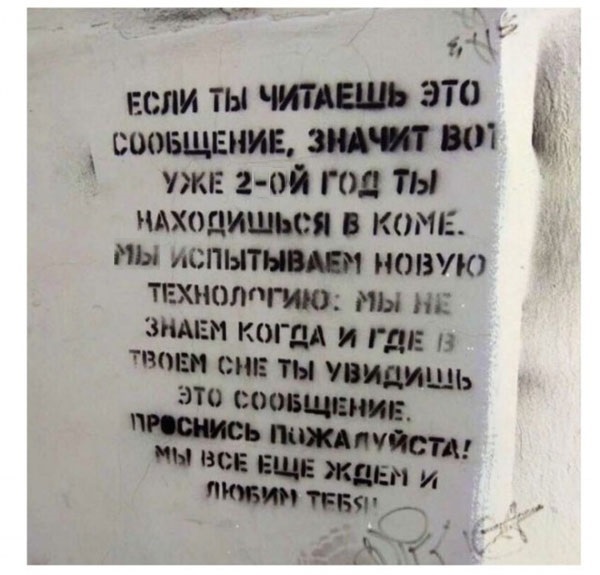 ЕСЛИ ТЫ ЧИТАЕШЬ ЭТО
СООБЩЕНИЕ, ЗНАЧИТ ВОТ
УЖЕ 2-ОЙ ГОД ТЫ
НАХОДИШЬСЯ В КОМЕ.
МЫ ИСПЫТЫВАЕМ НОВУЮ
ТЕХНОЛОГИЮ: МЫ НЕ
ЗНАЕМ КОГДА И ГДЕ В
ТВОЕМ СНЕ ТЫ УВИДИШЬ
ЭТО СООБЩЕНИЕ.
ПРОСНИСЬ ПОЖАЛУЙСТА!
МЫ ВСЕ ЕЩЕ ЖДЕМ И
ЛЮБИМ ТЕБЯ!